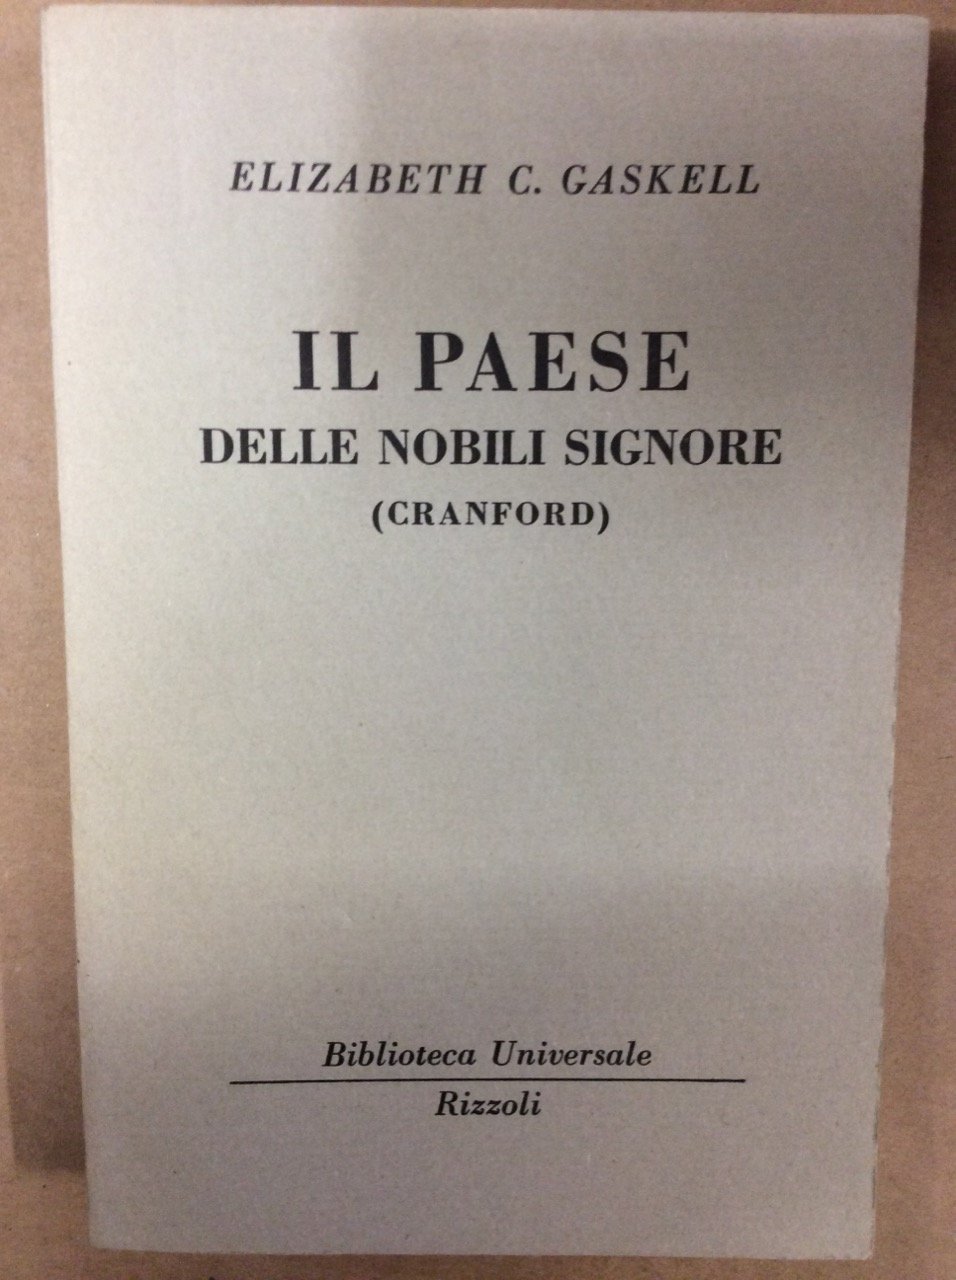 ELIZABETH C. GASKELL
IL PAESE
DELLE NOBILI SIGNORE
(CRANFORD)
Biblioteca Universale
Rizzoli